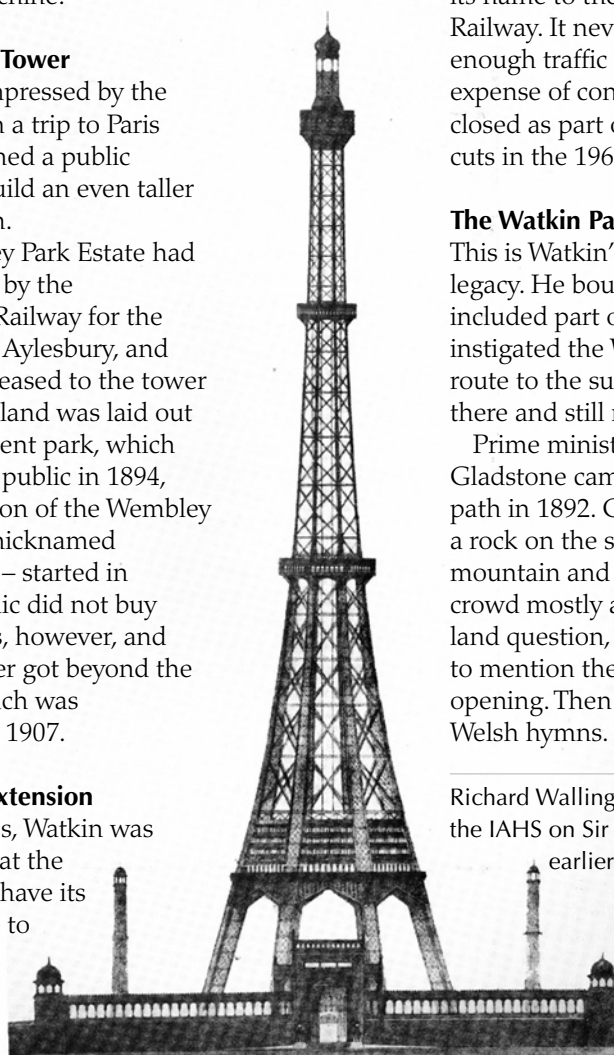 chine.
Tower
mpressed by the
n a trip to Paris
ned a public
uild an even taller
n.
ey Park Estate had
by the
Railway for the
Aylesbury, and
eased to the tower
land was laid out
ent park, which
public in 1894,
on of the Wembley
nicknamed
– started in
ic did not buy
s, however, and
er got beyond the
ich was
1907.
xtension
s, Watkin was
at the
have its
to
its name to the
Railway. It nev
enough traffic
expense of con
closed as part o
cuts in the 196
The Watkin Pa
This is Watkin'
legacy. He bou
included part o
instigated the W
route to the su
there and still r
Prime minist
Gladstone cam
path in 1892. G
a rock on the s
mountain and
crowd mostly a
land question,
to mention the
opening. Then
Welsh hymns.
Richard Walling
the IAHS on Sir
earlier